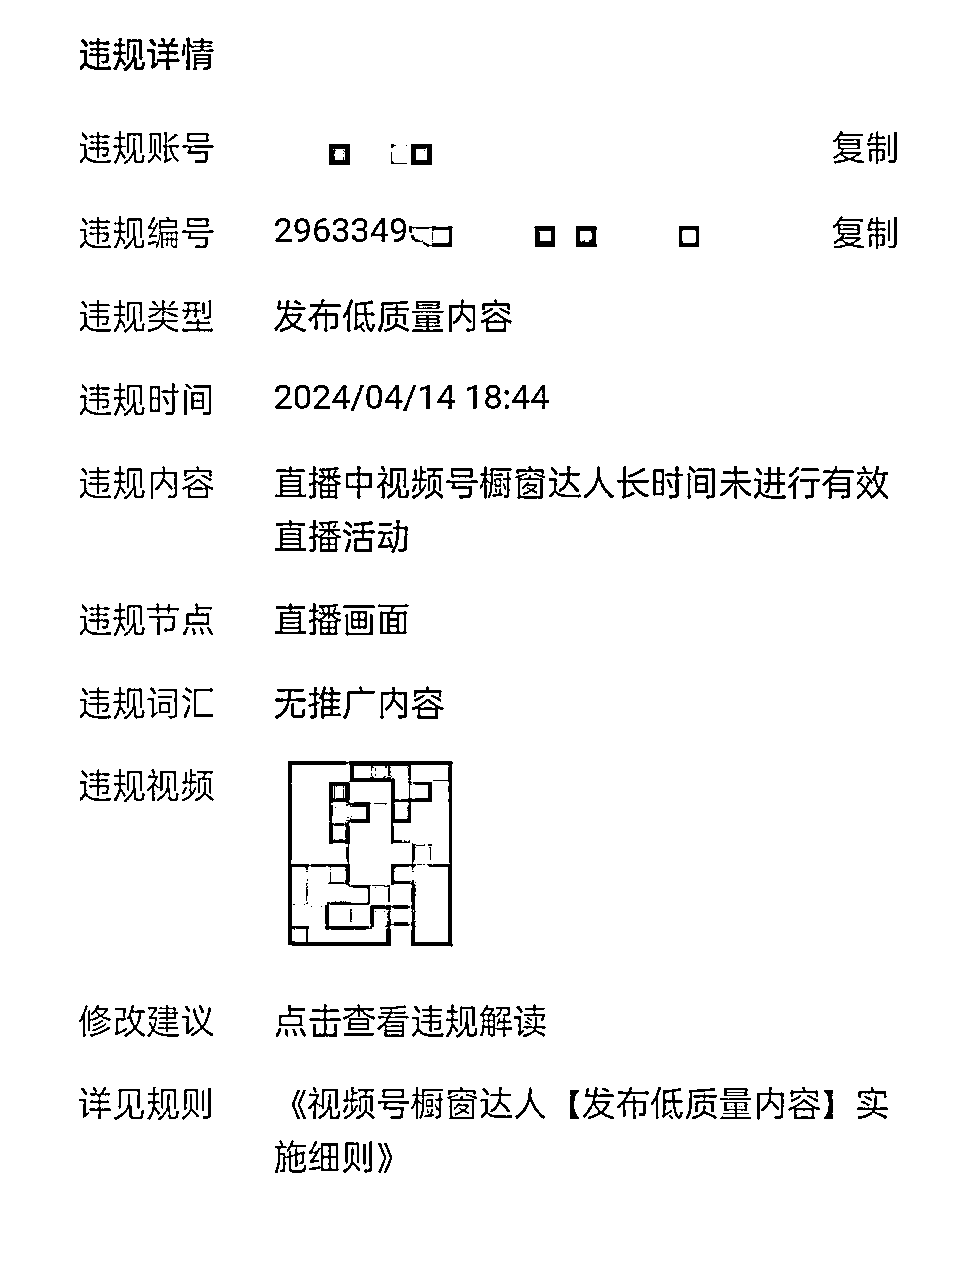 违规详情
违规账号 复制
违规编号 2963349 复制
违规类型 发布低质量内容
违规时间 2024/04/14 18:44
违规内容 直播中视频号橱窗达人长时间未进行有效
直播活动
违规节点 直播画面
违规词汇 无推广内容
违规视频
修改建议 点击查看违规解读
详见规则 《视频号橱窗达人【发布低质量内容】实
施细则》